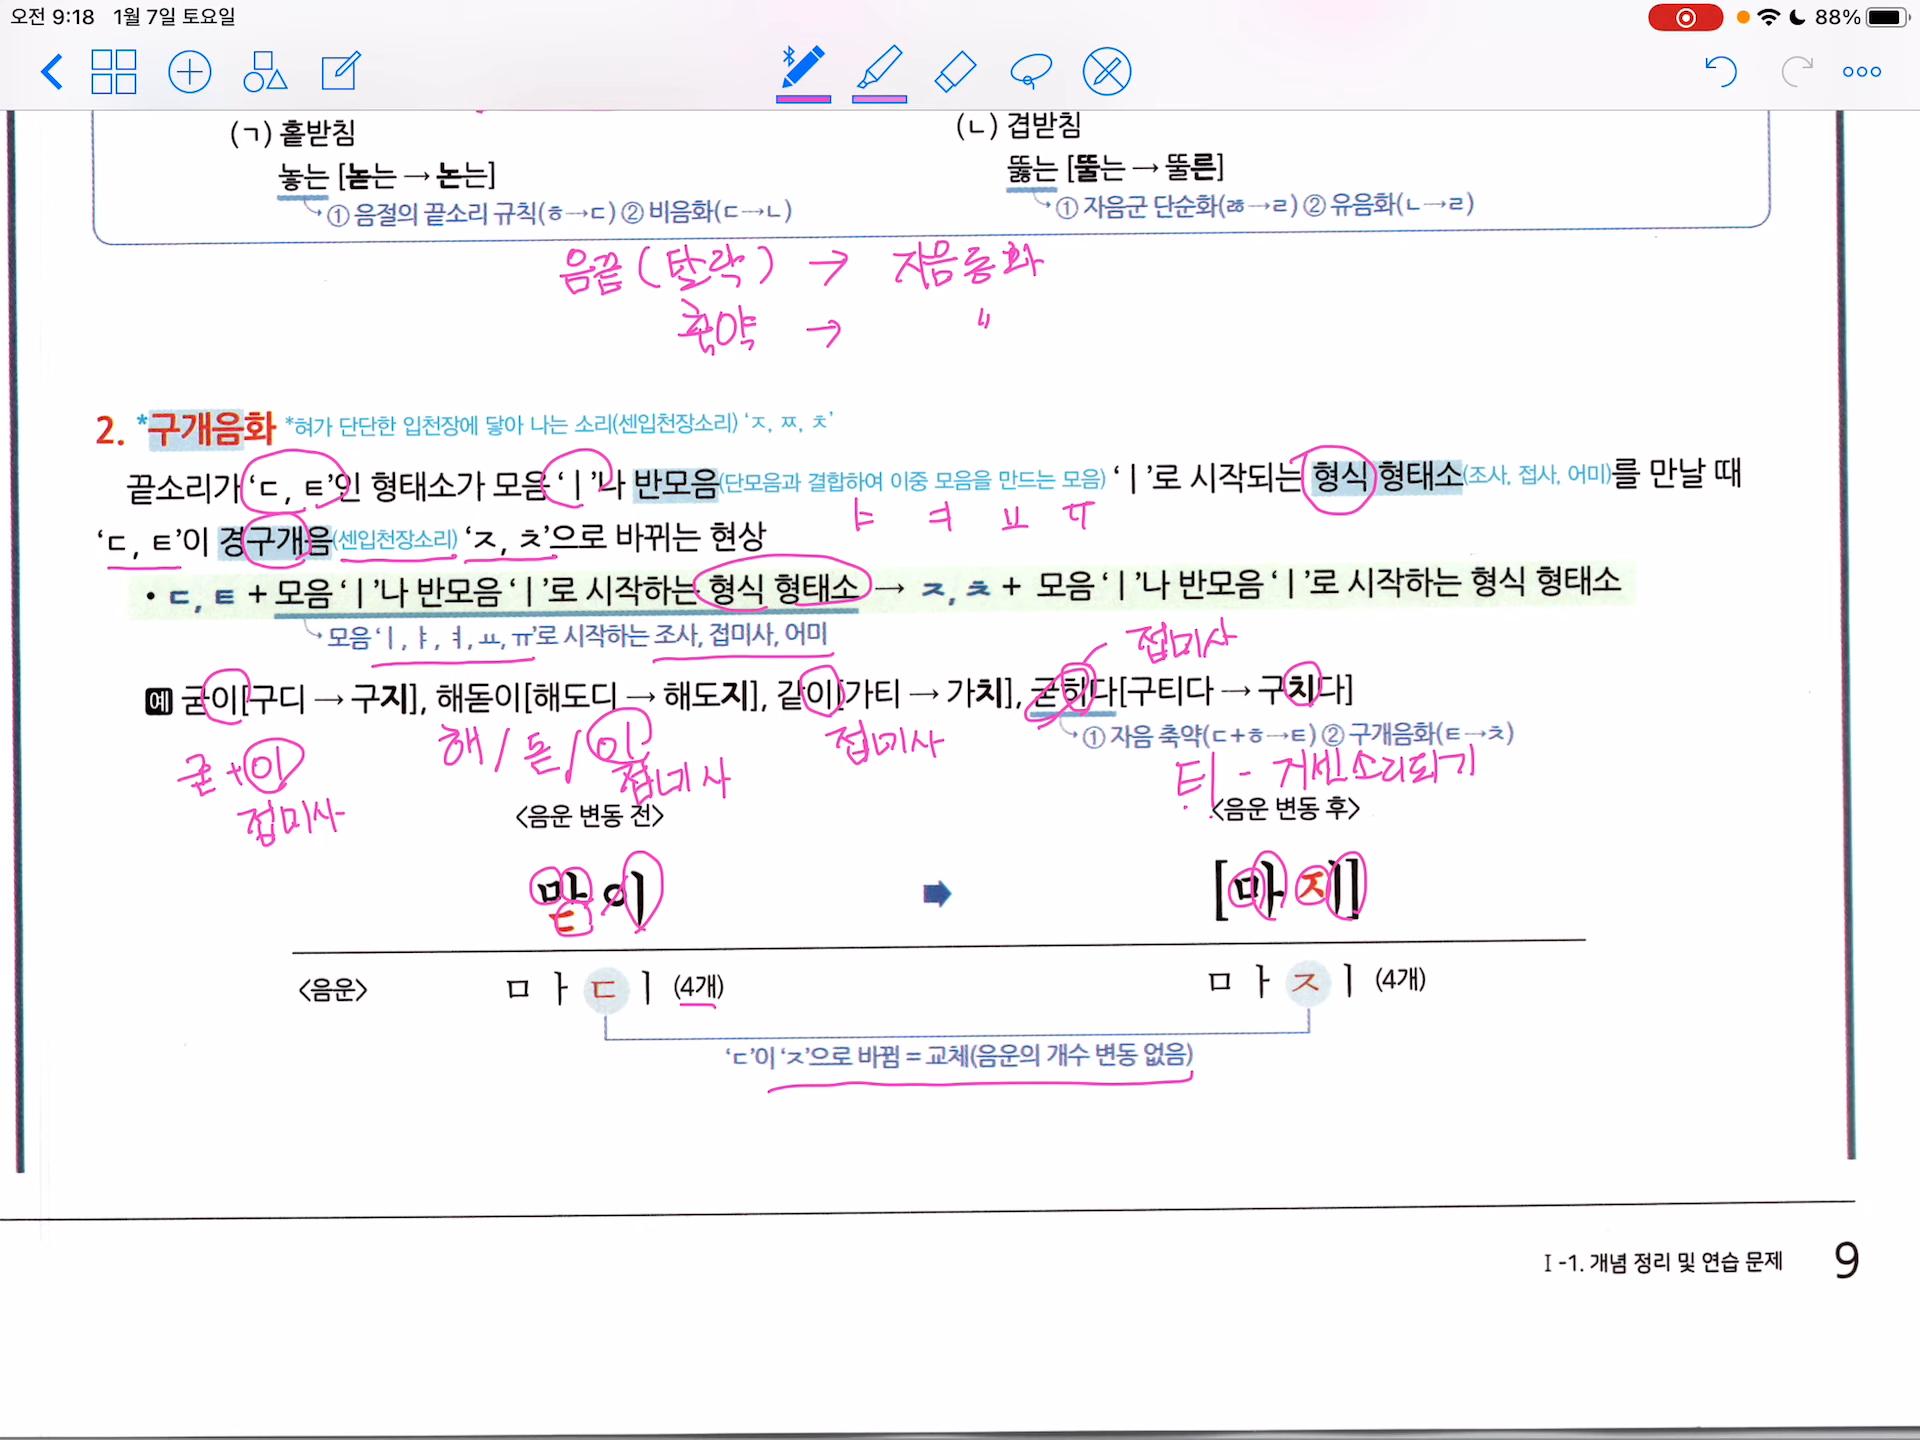 오전 9:18 1월 7일 토요일 88%
(ㄱ) 홑받침
(ㄴ) 겹받침
놓는 [녿는 → 논는]
뚫는 [뚤는 → 뚤른]
① 음절의 끝소리 규칙(ㅎ→ㄷ) ② 비음화(ㄷ→ㄴ)
① 자음군 단순화(ㅀ→ㄹ) ② 유음화(ㄴ→ㄹ)
음끝 (탈락) → 자음동화
축약 → "
2. *구개음화 *혀가 단단한 입천장에 닿아 나는 소리(센입천장소리) ‘ㅈ, ㅉ, ㅊ’
끝소리가 ‘ㄷ, ㅌ’인 형태소가 모음 ‘ㅣ’나 반모음(단모음과 결합하여 이중 모음을 만드는 모음) ‘ㅣ’로 시작되는 형식 형태소(조사, 접사, 어미)를 만날 때
ㅑ ㅕ ㅛ ㅠ
‘ㄷ, ㅌ’이 경구개음(센입천장소리) ‘ㅈ, ㅊ’으로 바뀌는 현상
• ㄷ, ㅌ + 모음 ‘ㅣ’나 반모음 ‘ㅣ’로 시작하는 형식 형태소 → ㅈ, ㅊ + 모음 ‘ㅣ’나 반모음 ‘ㅣ’로 시작하는 형식 형태소
모음 ‘ㅣ, ㅑ, ㅕ, ㅛ, ㅠ’로 시작하는 조사, 접미사, 어미
접미사
예 굳이[구디 → 구지], 해돋이[해도디 → 해도지], 같이[가티 → 가치], 굳히다[구티다 → 구치다]
① 자음 축약(ㄷ+ㅎ→ㅌ) ② 구개음화(ㅌ→ㅊ)
굳+이
해 / 돋 / 이
접미사
접미사
티 - 거센소리되기
접미사
<음운 변동 전>
<음운 변동 후>
맏이
[마지]
<음운> ㅁ ㅏ ㄷ ㅣ (4개)
ㅁ ㅏ ㅈ ㅣ (4개)
‘ㄷ’이 ‘ㅈ’으로 바뀜 = 교체(음운의 개수 변동 없음)
Ⅰ-1. 개념 정리 및 연습 문제 9